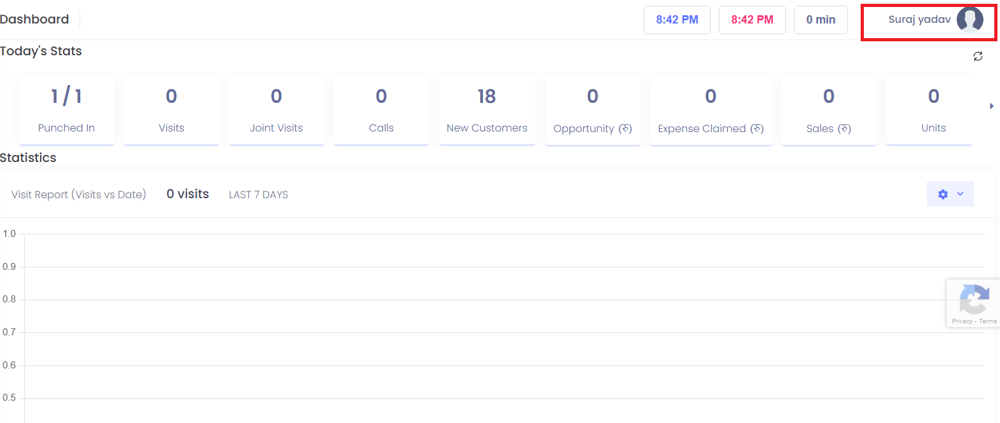 Dashboard
8:42 PM
8:42 PM
0 min
Suraj yadav
Today's Stats
1 / 1
Punched In
0
Visits
0
Joint Visits
0
Calls
18
New Customers
0
Opportunity (रु)
0
Expense Claimed (रु)
0
Sales (रु)
0
Units
Statistics
Visit Report (Visits vs Date) 0 visits LAST 7 DAYS
1.0
0.9
0.8
0.7
0.6
0.5
Privacy - Terms